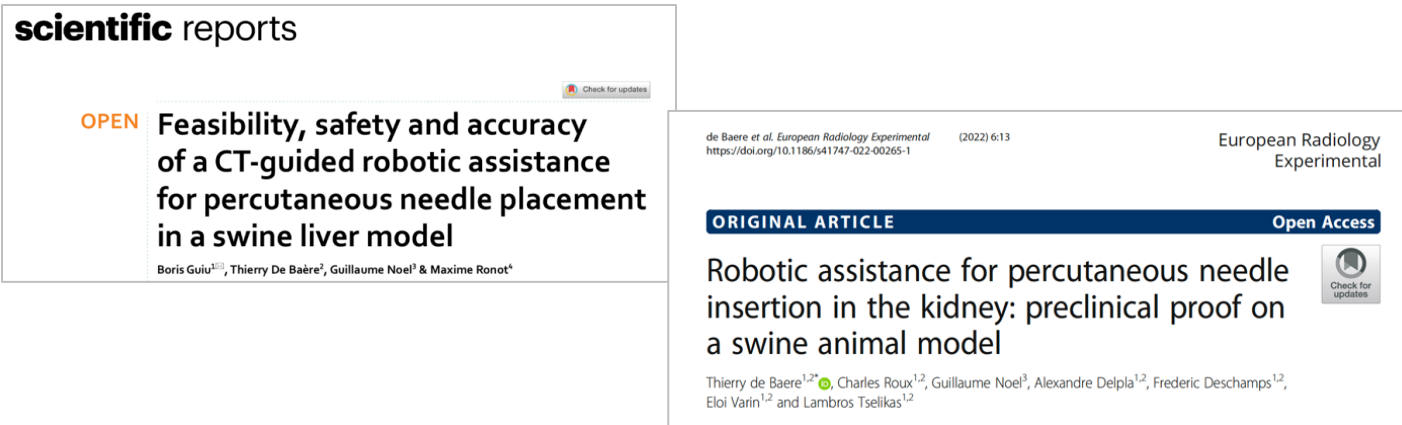 scientific reports
Check for updates
OPEN
Feasibility, safety and accuracy
of a CT-guided robotic assistance
for percutaneous needle placement
in a swine liver model
Boris Guiu¹✉, Thierry De Baère², Guillaume Noel³ & Maxime Ronot⁴
de Baere et al. European Radiology Experimental (2022) 6:13
https://doi.org/10.1186/s41747-022-00265-1
European Radiology
Experimental
ORIGINAL ARTICLE
Open Access
Robotic assistance for percutaneous needle
insertion in the kidney: preclinical proof on
a swine animal model
Check for
updates
Thierry de Baere¹,²*, Charles Roux¹,², Guillaume Noel³, Alexandre Delpla¹,², Frederic Deschamps¹,²,
Eloi Varin¹,² and Lambros Tselikas¹,²